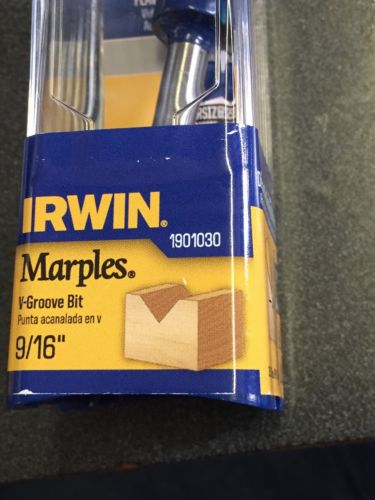 IRWIN®
1901030
Marples®
V-Groove Bit
Punta acanalada en v
9/16"